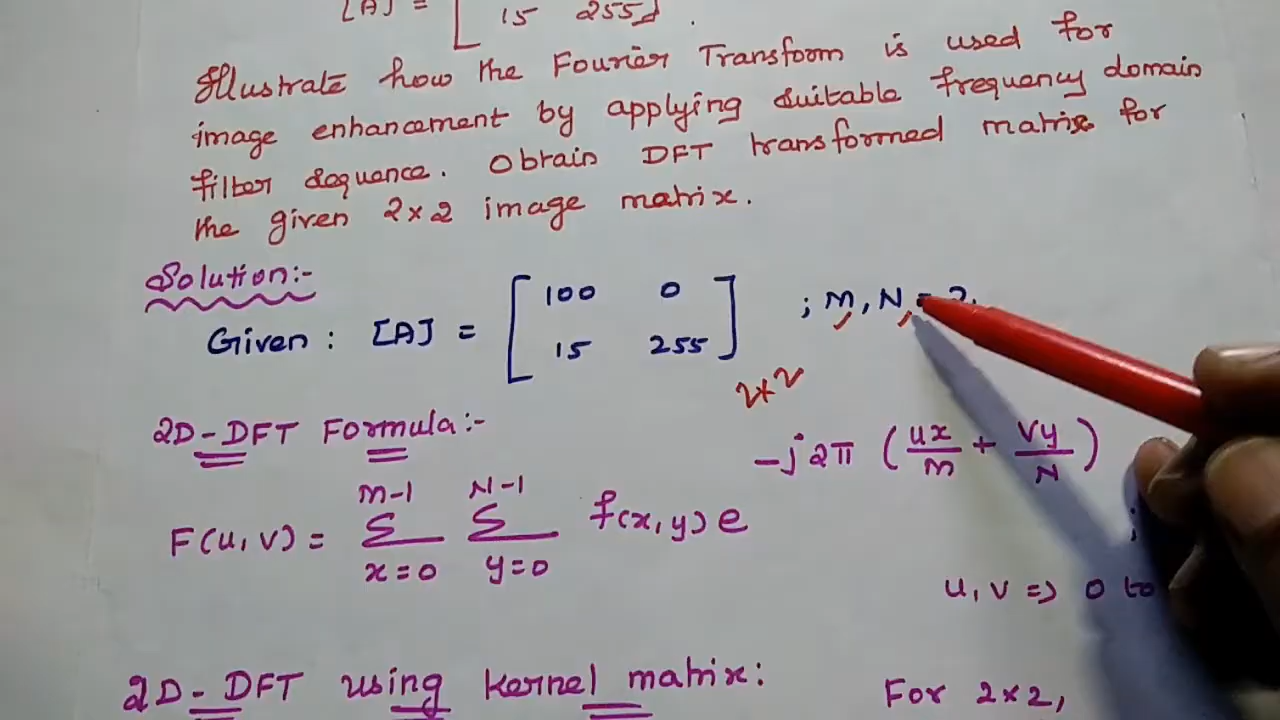 [A] = [ 15 255 ] .
Illustrate how the Fourier Transform is used for
image enhancement by applying suitable frequency domain
filter sequence. Obtain DFT transformed matrix for
the given 2×2 image matrix.
Solution:-
Given : [A] = [ 100 0
15 255 ] ; M, N = 2.
2×2
2D-DFT Formula:-
F(u,v) = M-1 Σ x=0 N-1 Σ y=0 f(x,y) e -j2π (ux/M + vy/N) ;
u, v => 0 to
2D-DFT using kernel matrix:
For 2×2,